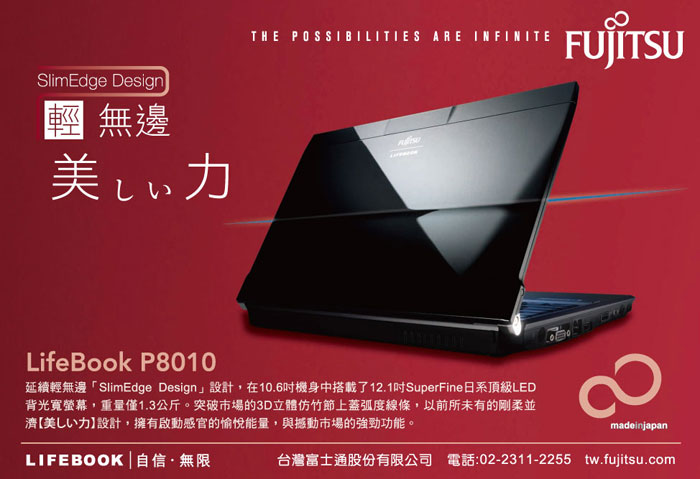 THE POSSIBILITIES ARE INFINITE
FUJITSU
SlimEdge Design
輕 無邊
美しい力
FUJITSU
LIFEBOOK
LifeBook P8010
延續輕無邊「SlimEdge Design」設計，在10.6吋機身中搭載了12.1吋SuperFine日系頂級LED
背光寬螢幕，重量僅1.3公斤。突破市場的3D立體仿竹節上蓋弧度線條，以前所未有的剛柔並
濟【美しい力】設計，擁有啟動感官的愉悅能量，與撼動市場的強勁功能。
madeinjapan
LIFEBOOK | 自信·無限
台灣富士通股份有限公司 電話:02-2311-2255 tw.fujitsu.com